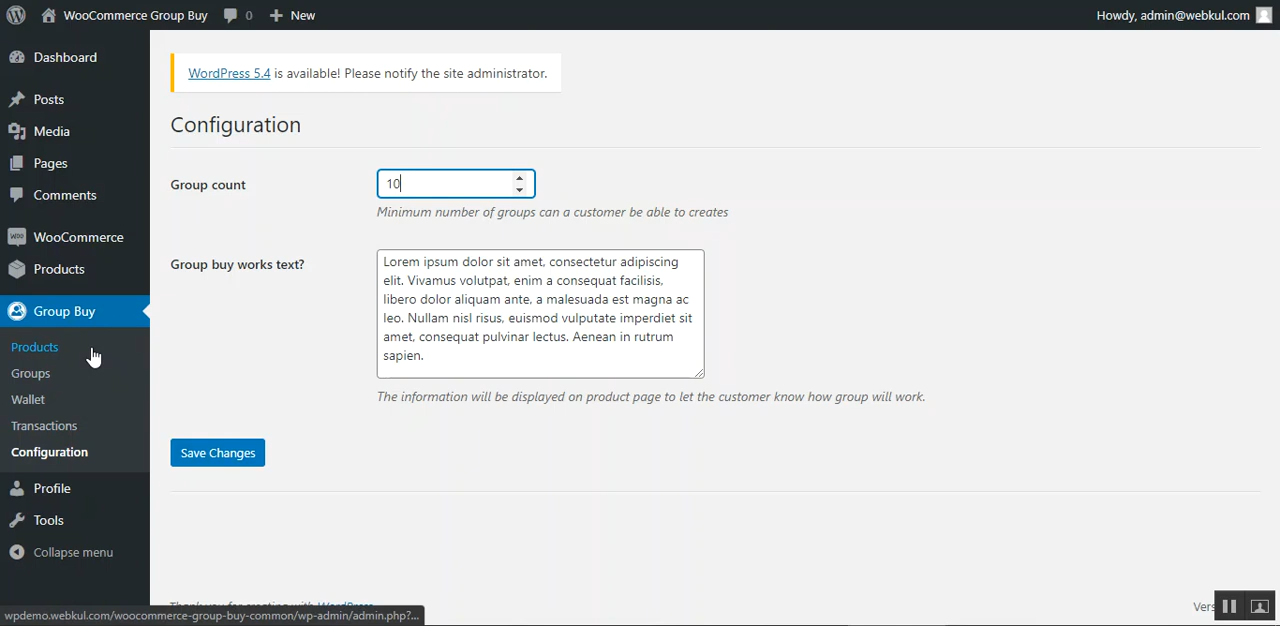 WooCommerce Group Buy 0 New Howdy, admin@webkul.com
Dashboard
Posts
Media
Pages
Comments
WooCommerce
Products
Group Buy
Products
Groups
Wallet
Transactions
Configuration
Profile
Tools
Collapse menu
WordPress 5.4 is available! Please notify the site administrator.
Configuration
Group count
10
Minimum number of groups can a customer be able to creates
Group buy works text?
Lorem ipsum dolor sit amet, consectetur adipiscing
elit. Vivamus volutpat, enim a consequat facilisis,
libero dolor aliquam ante, a malesuada est magna ac
leo. Nullam nisl risus, euismod vulputate imperdiet sit
amet, consequat pulvinar lectus. Aenean in rutrum
sapien.
The information will be displayed on product page to let the customer know how group will work.
Save Changes
wpdemo.webkul.com/woocommerce-group-buy-common/wp-admin/admin.php?...